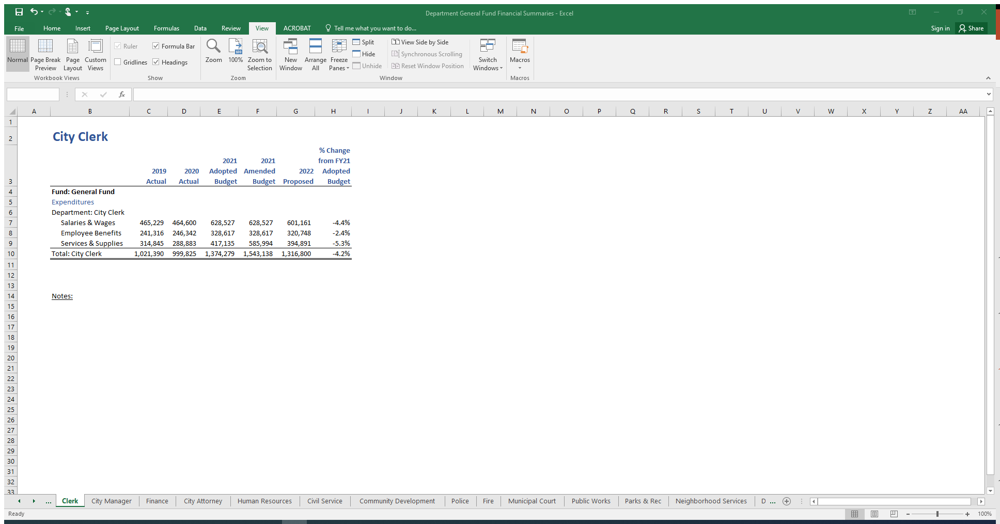 Department General Fund Financial Summaries - Excel
File Home Insert Page Layout Formulas Data Review View ACROBAT Tell me what you want to do... Sign in Share
Normal Page Break Preview Page Layout Custom Views
Workbook Views
Ruler Formula Bar
Gridlines Headings
Show
Zoom 100% Zoom to Selection
Zoom
New Window Arrange All Freeze Panes
Split View Side by Side
Hide Synchronous Scrolling
Unhide Reset Window Position
Switch Windows
Window
Macros
Macros
fx
A B C D E F G H I J K L M N O P Q R S T U V W X Y Z AA
1
2 City Clerk
% Change
2021 2021 from FY21
2019 2020 Adopted Amended 2022 Adopted
3 Actual Actual Budget Budget Proposed Budget
4 Fund: General Fund
5 Expenditures
6 Department: City Clerk
7 Salaries & Wages 465,229 464,600 628,527 628,527 601,161 -4.4%
8 Employee Benefits 241,316 246,342 328,617 328,617 320,748 -2.4%
9 Services & Supplies 314,845 288,883 417,135 585,994 394,891 -5.3%
10 Total: City Clerk 1,021,390 999,825 1,374,279 1,543,138 1,316,800 -4.2%
11
12
13
14 Notes:
15
16
17
18
19
20
21
22
23
24
25
26
27
28
29
30
31
32
33
... Clerk City Manager Finance City Attorney Human Resources Civil Service Community Development Police Fire Municipal Court Public Works Parks & Rec Neighborhood Services D ...
Ready 100%